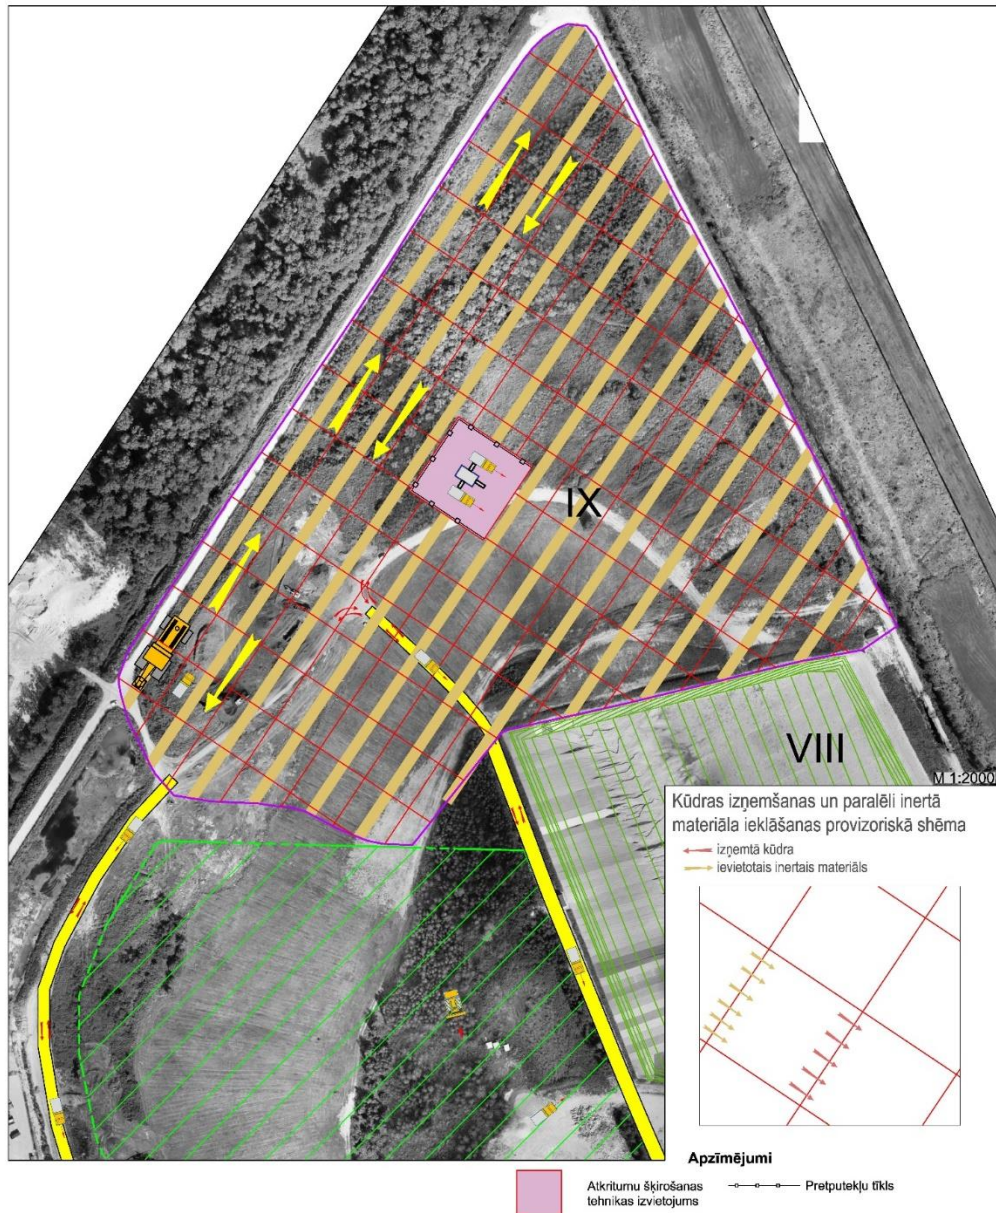 IX
VIII
M 1:2000
Kūdras izņemšanas un paralēli inertā
materiāla ieklāšanas provizoriskā shēma
izņemtā kūdra
ievietotais inertais materiāls
Apzīmējumi
Atkritumu šķirošanas
tehnikas izvietojums
Pretputekļu tīkls